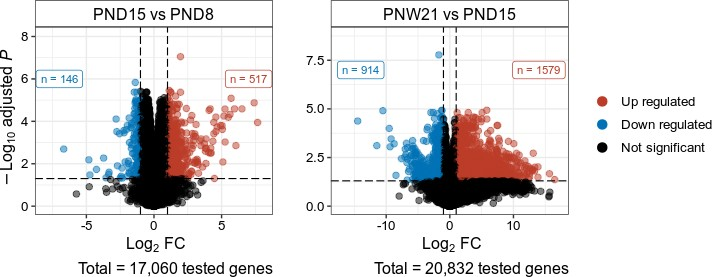 PND15 vs PND8
PNW21 vs PND15
−Log₁₀ adjusted P
8
6
4
2
0
n = 146
n = 517
-5
0
5
Log₂ FC
Total = 17,060 tested genes
7.5
5.0
2.5
0.0
n = 914
n = 1579
-10
0
10
Log₂ FC
Total = 20,832 tested genes
Up regulated
Down regulated
Not significant